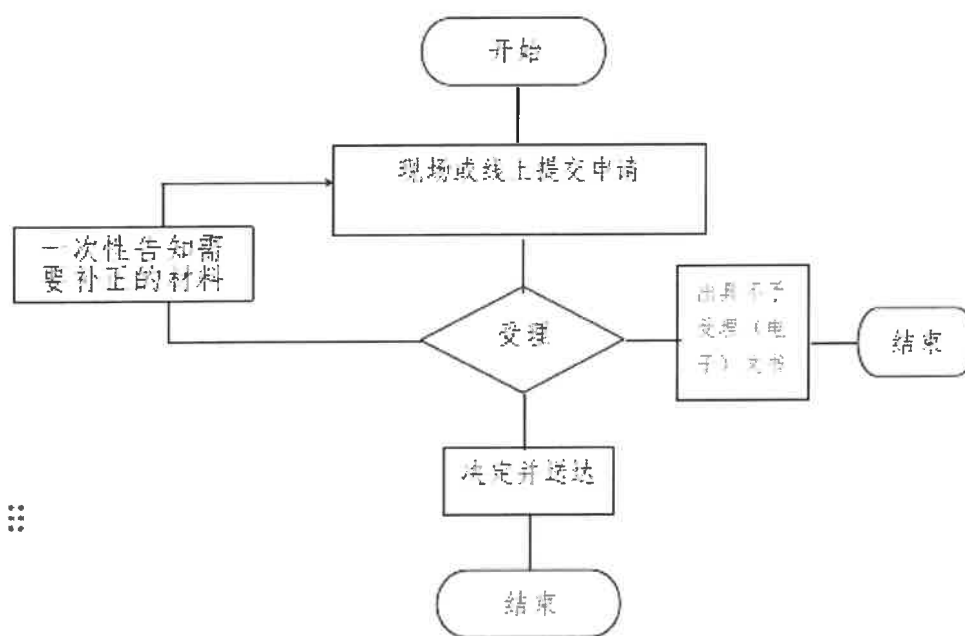 开始
现场或线上提交申请
一次性告知需
要补正的材料
受理
出具不予
受理（电
子）文书
结束
决定并送达
结束